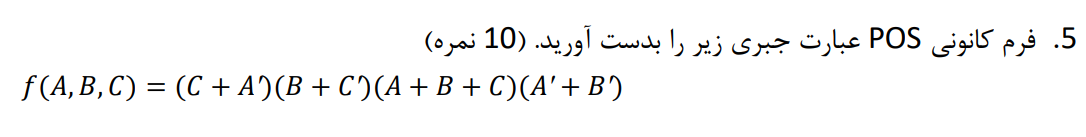 5. فرم کانونی POS عبارت جبری زیر را بدست آورید. (10 نمره)
f(A, B, C) = (C + A′)(B + C′)(A + B + C)(A′ + B′)